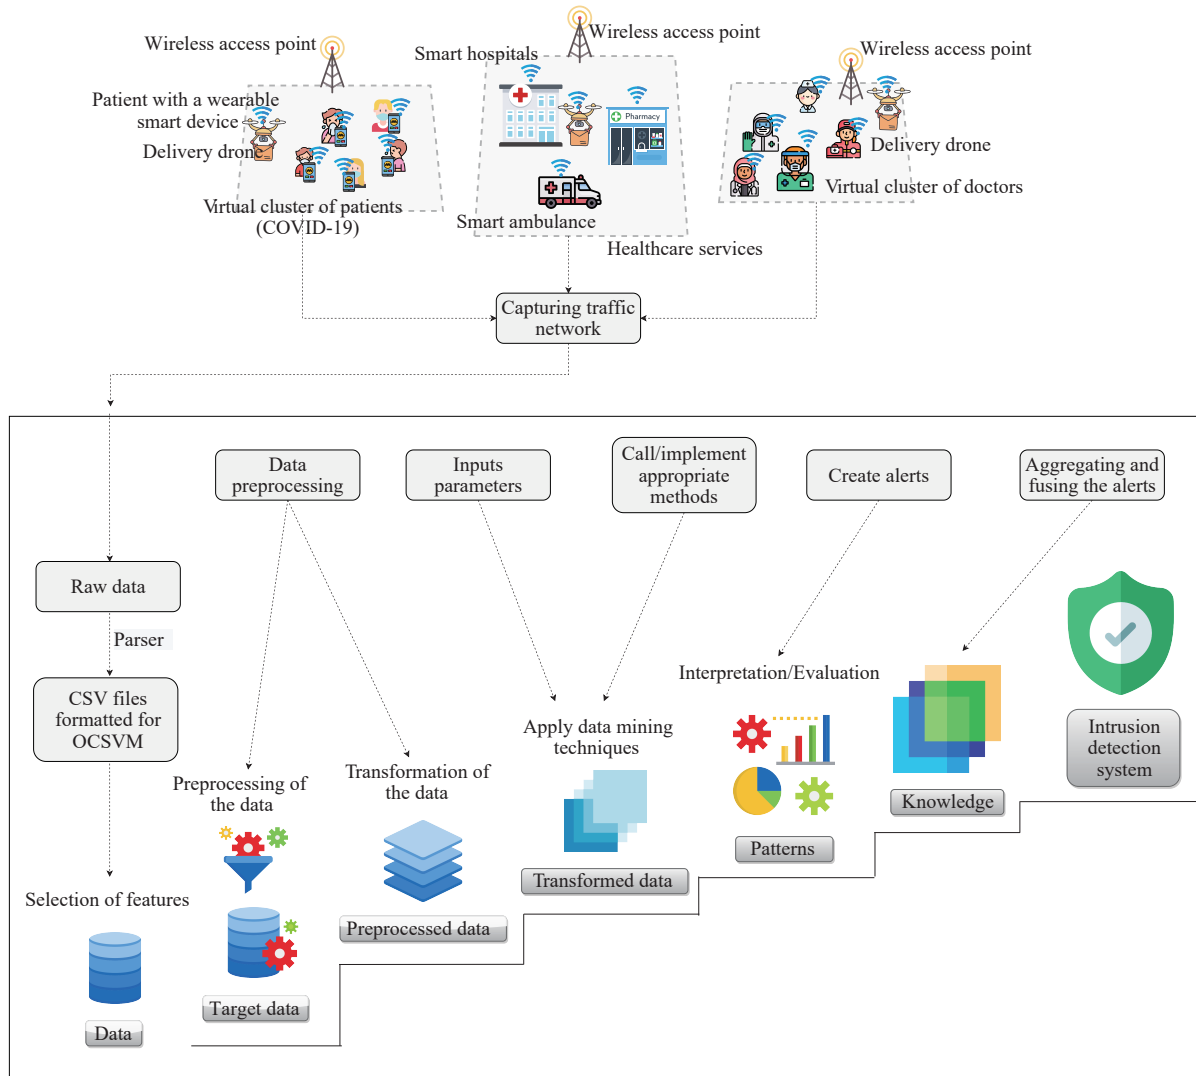 Wireless access point
Patient with a wearable
smart device
Delivery drone
Virtual cluster of patients
(COVID-19)
Wireless access point
Smart hospitals
Pharmacy
Smart ambulance
Healthcare services
Wireless access point
Delivery drone
Virtual cluster of doctors
Capturing traffic
network
Data
preprocessing
Inputs
parameters
Call/implement
appropriate
methods
Create alerts
Aggregating and
fusing the alerts
Raw data
Parser
CSV files
formatted for
OCSVM
Selection of features
Data
Preprocessing of
the data
Target data
Transformation of
the data
Preprocessed data
Apply data mining
techniques
Transformed data
Interpretation/Evaluation
Patterns
Knowledge
Intrusion
detection
system